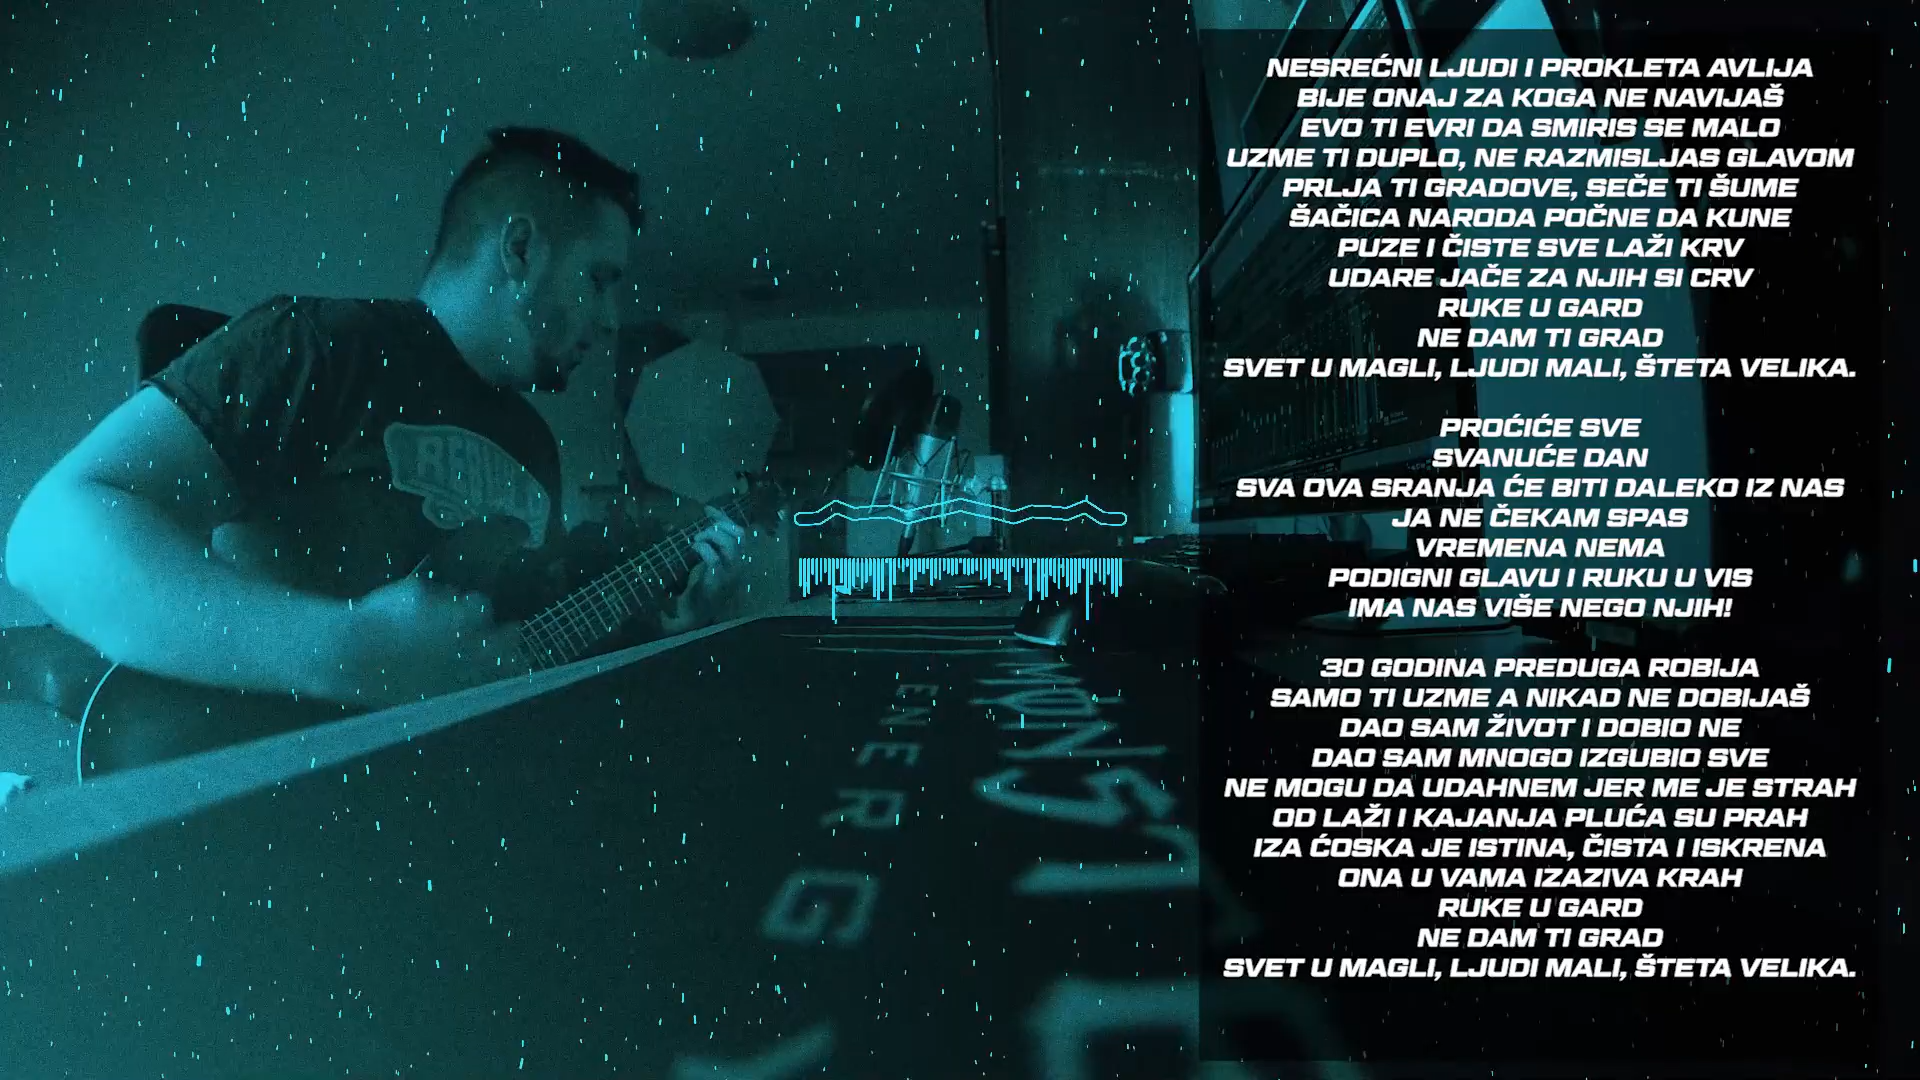 NESREĆNI LJUDI I PROKLETA AVLIJA
BIJE ONAJ ZA KOGA NE NAVIJAŠ
EVO TI EVRI DA SMIRIS SE MALO
UZME TI DUPLO, NE RAZMISLJAS GLAVOM
PRLJA TI GRADOVE, SEČE TI ŠUME
ŠAČICA NARODA POČNE DA KUNE
PUZE I ČISTE SVE LAŽI KRV
UDARE JAČE ZA NJIH SI CRV
RUKE U GARD
NE DAM TI GRAD
SVET U MAGLI, LJUDI MALI, ŠTETA VELIKA.
PROĆIĆE SVE
SVANUĆE DAN
SVA OVA SRANJA ĆE BITI DALEKO IZ NAS
JA NE ČEKAM SPAS
VREMENA NEMA
PODIGNI GLAVU I RUKU U VIS
IMA NAS VIŠE NEGO NJIH!
30 GODINA PREDUGA ROBIJA
SAMO TI UZME A NIKAD NE DOBIJAŠ
DAO SAM ŽIVOT I DOBIO NE
DAO SAM MNOGO IZGUBIO SVE
NE MOGU DA UDAHNEM JER ME JE STRAH
OD LAŽI I KAJANJA PLUĆA SU PRAH
IZA ĆOSKA JE ISTINA, ČISTA I ISKRENA
ONA U VAMA IZAZIVA KRAH
RUKE U GARD
NE DAM TI GRAD
SVET U MAGLI, LJUDI MALI, ŠTETA VELIKA.
ENERGY